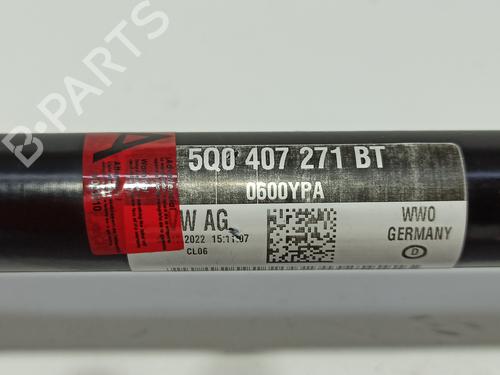 B-PARTS
A
5Q0 407 271 BT
0600YPA
W AG
2022 15:11:07
CL06
WWO
GERMANY
D